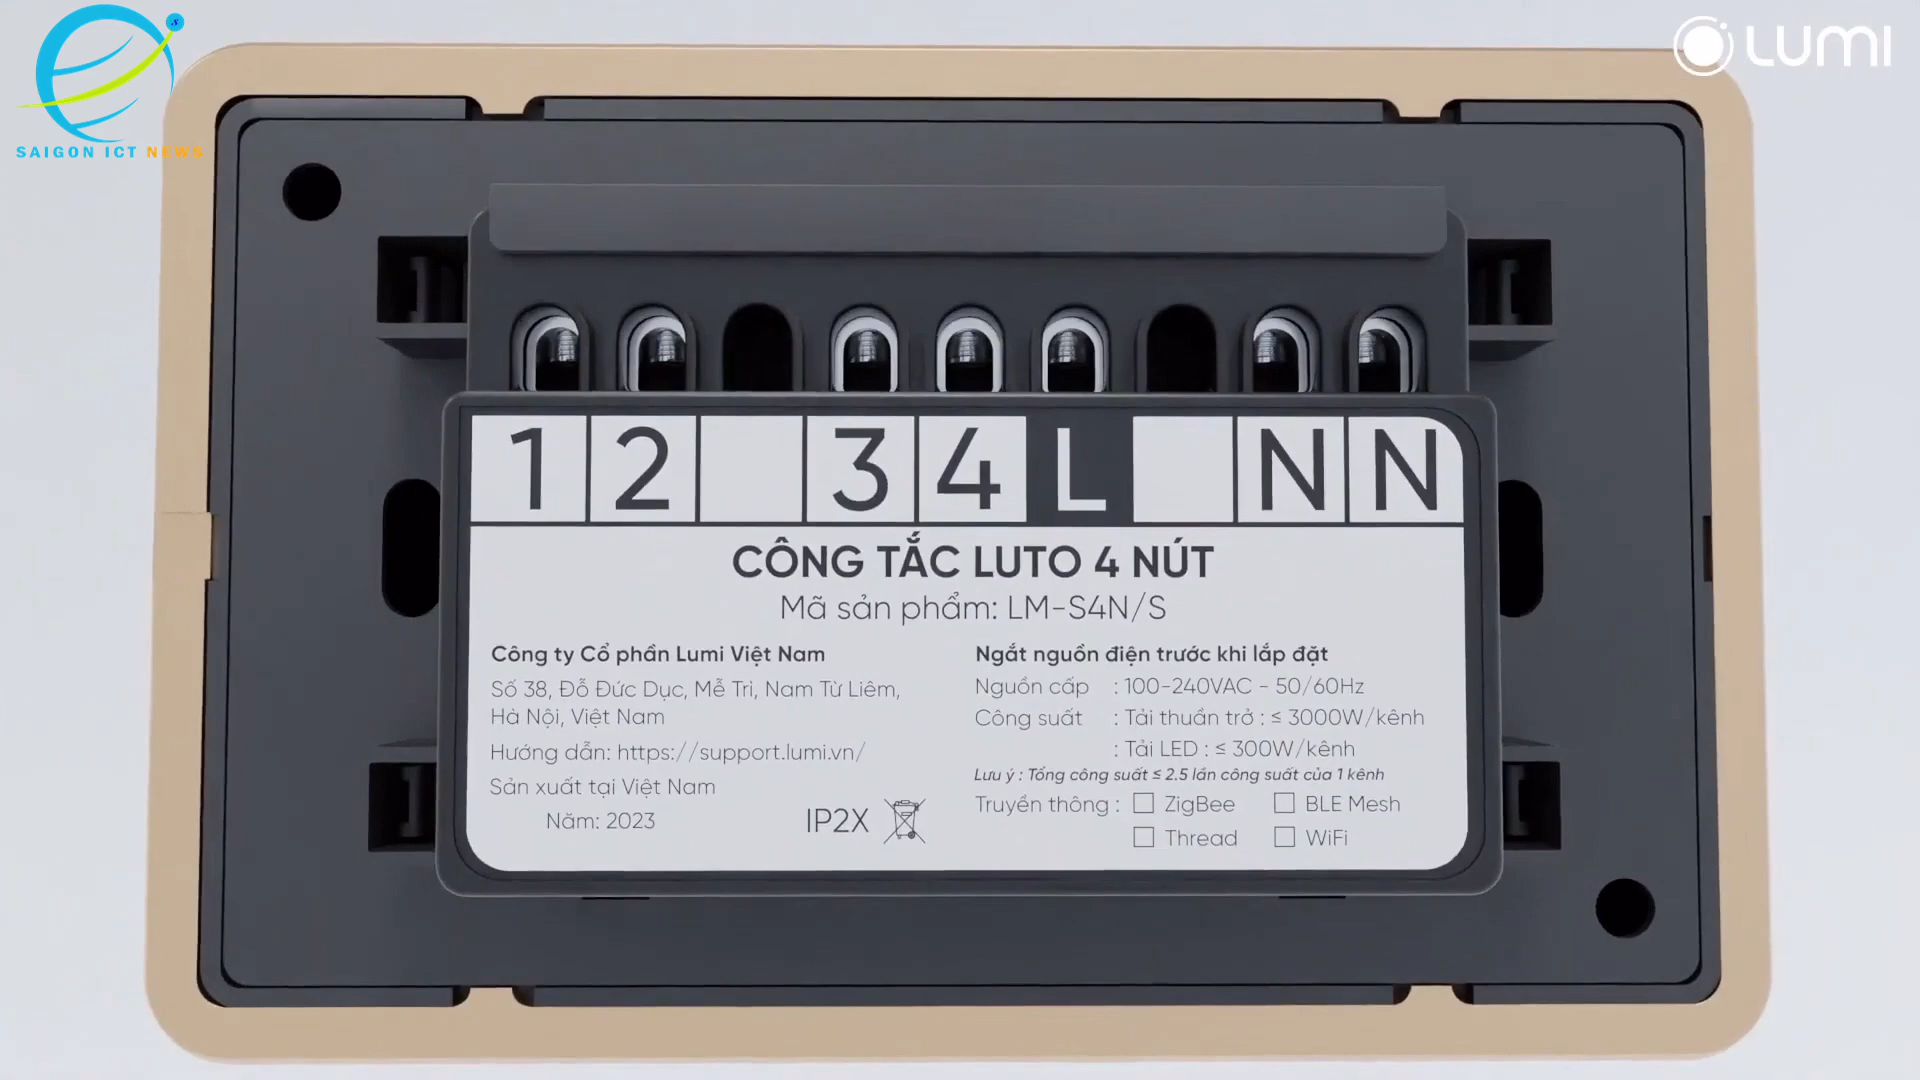 SAIGON ICT NEWS
LUMI
1 2 3 4 L N N
CÔNG TẮC LUTO 4 NÚT
Mã sản phẩm: LM-S4N/S
Công ty Cổ phần Lumi Việt Nam
Số 38, Đỗ Đức Dục, Mễ Trì, Nam Từ Liêm,
Hà Nội, Việt Nam
Hướng dẫn: https://support.lumi.vn/
Sản xuất tại Việt Nam
Năm: 2023
IP2X
Ngắt nguồn điện trước khi lắp đặt
Nguồn cấp : 100-240VAC - 50/60Hz
Công suất : Tải thuần trở : ≤ 3000W/kênh
: Tải LED : ≤ 300W/kênh
Lưu ý : Tổng công suất ≤ 2.5 lần công suất của 1 kênh
Truyền thông : ☐ ZigBee ☐ BLE Mesh
☐ Thread ☐ WiFi